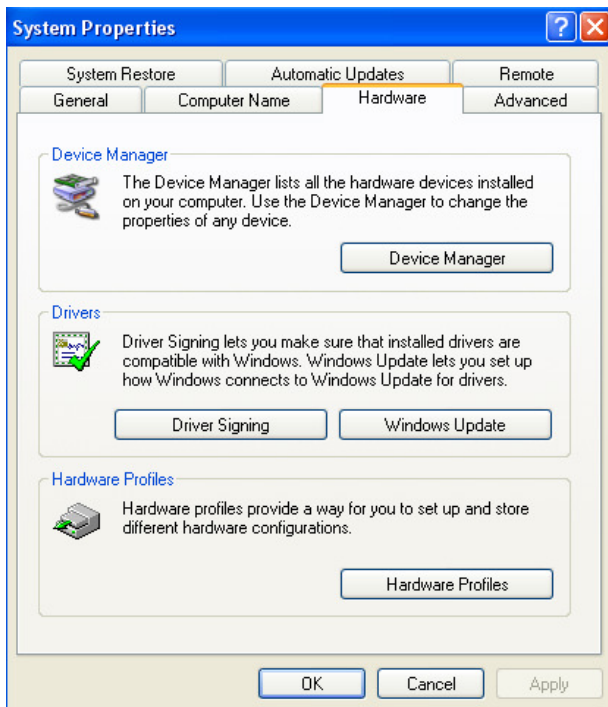 System Properties
System Restore Automatic Updates Remote
General Computer Name Hardware Advanced
Device Manager
The Device Manager lists all the hardware devices installed
on your computer. Use the Device Manager to change the
properties of any device.
Device Manager
Drivers
Driver Signing lets you make sure that installed drivers are
compatible with Windows. Windows Update lets you set up
how Windows connects to Windows Update for drivers.
Driver Signing Windows Update
Hardware Profiles
Hardware profiles provide a way for you to set up and store
different hardware configurations.
Hardware Profiles
OK Cancel Apply